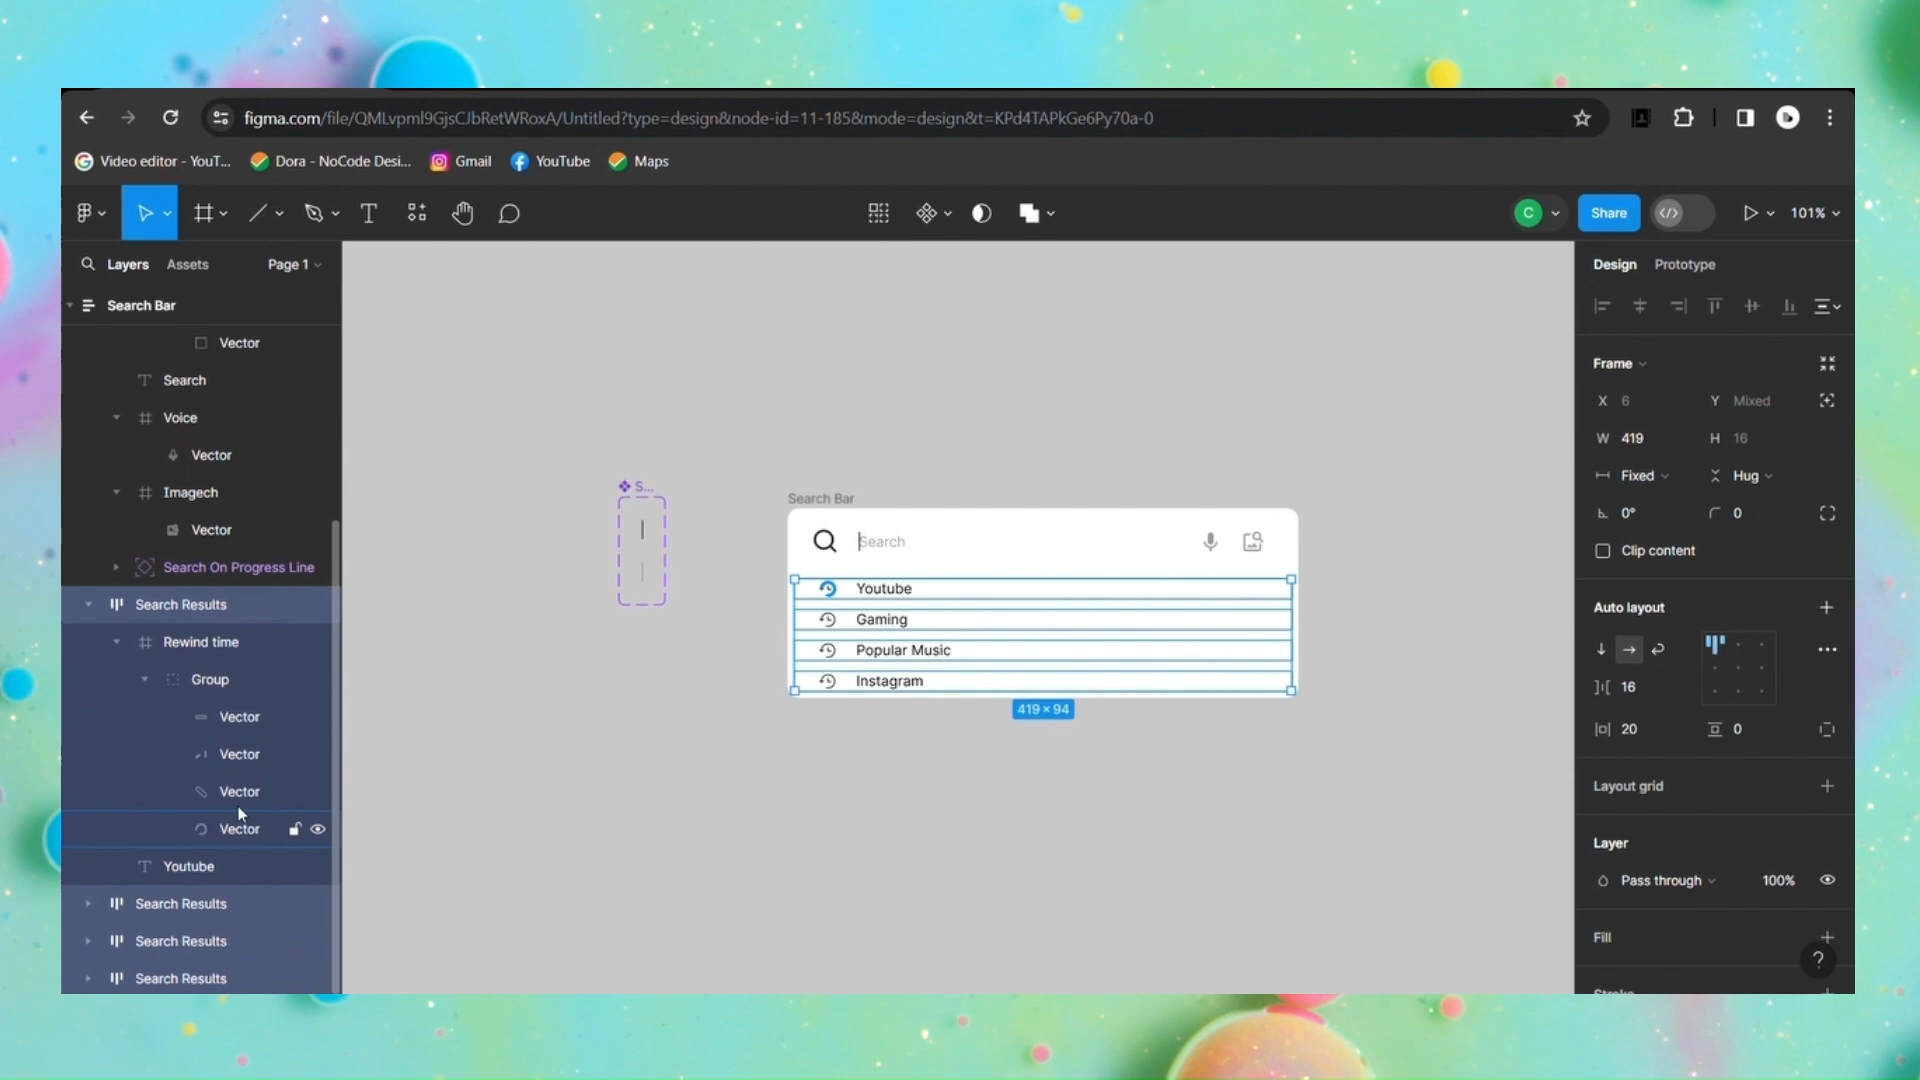 figma.com/file/QMLvpml9GjsCJbRetWRoxA/Untitled?type=design&node-id=11-185&mode=design&t=KPd4TAPkGe6Py70a-0
Video editor - YouT... Dora - NoCode Desi... Gmail YouTube Maps
C Share 101%
Layers Assets Page 1
Search Bar
Vector
Search
Voice
Vector
Imagech
Vector
Search On Progress Line
Search Results
Rewind time
Group
Vector
Vector
Vector
Vector
Youtube
Search Results
Search Results
Search Results
S...
Search Bar
Search
Youtube
Gaming
Popular Music
Instagram
419 × 94
Design Prototype
Frame
X 6 Y Mixed
W 419 H 16
Fixed Hug
0° 0
Clip content
Auto layout
16
20 0
Layout grid
Layer
Pass through 100%
Fill
?
Stroke